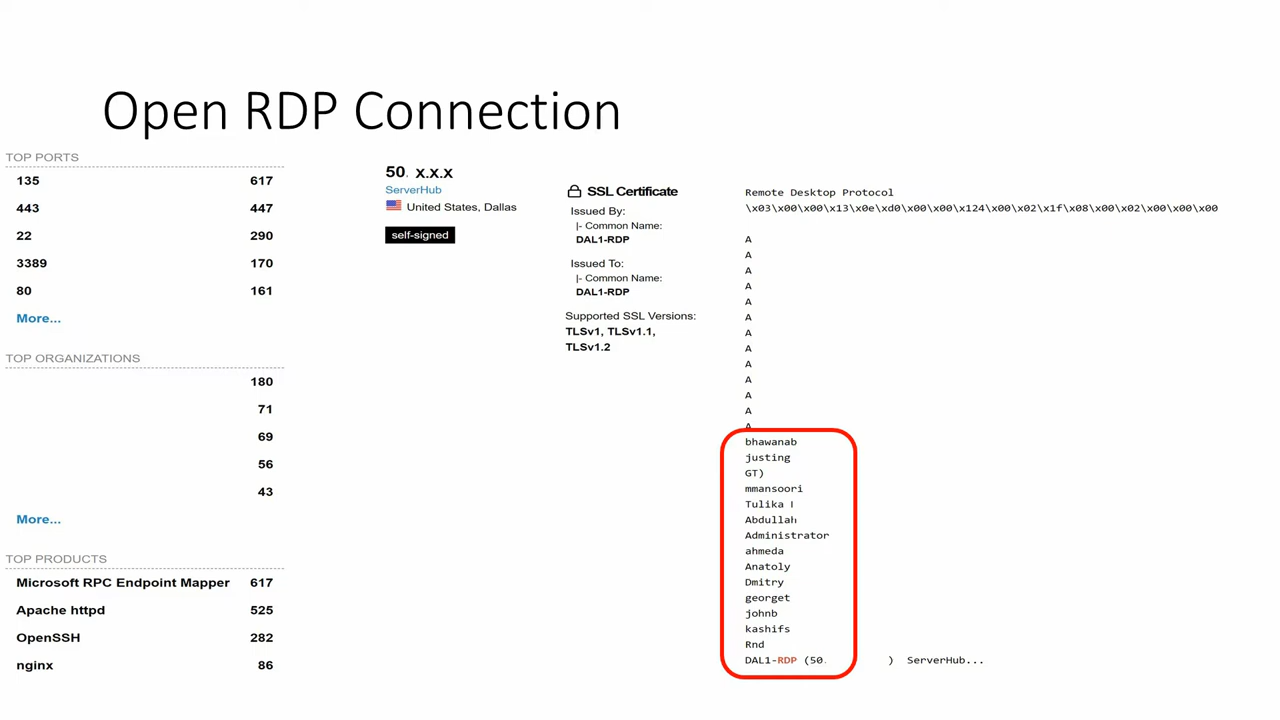 Open RDP Connection
TOP PORTS
135 617
443 447
22 290
3389 170
80 161
More...
TOP ORGANIZATIONS
180
71
69
56
43
More...
TOP PRODUCTS
Microsoft RPC Endpoint Mapper 617
Apache httpd 525
OpenSSH 282
nginx 86
50. x.x.x
ServerHub
United States, Dallas
self-signed
SSL Certificate
Issued By:
|- Common Name:
DAL1-RDP
Issued To:
|- Common Name:
DAL1-RDP
Supported SSL Versions:
TLSv1, TLSv1.1,
TLSv1.2
Remote Desktop Protocol
\x03\x00\x00\x13\x0e\xd0\x00\x00\x124\x00\x02\x1f\x08\x00\x02\x00\x00\x00
A
A
A
A
A
A
A
A
A
A
A
A
A
bhawanab
justing
GT)
mmansoori
Tulika
Abdullah
Administrator
ahmeda
Anatoly
Dmitry
georget
johnb
kashifs
Rnd
DAL1-RDP (50. ) ServerHub...